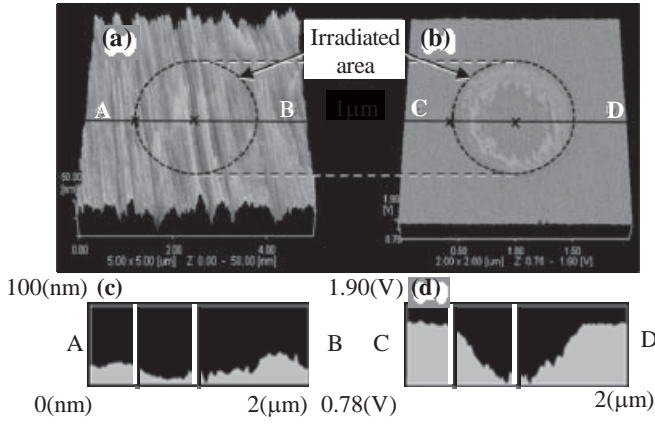 (a)
Irradiated
area
(b)
A
B
1μm
C
D
50.00
[nm]
1.90
[V]
0.78
0.00
2.00
4.00
5.00 x 5.00 [μm] Z 0.00 - 50.00 [nm]
0.50
1.00
1.50
2.00 x 2.00 [μm] Z 0.78 - 1.90 [V]
100(nm) (c)
1.90(V) (d)
A
B
C
D
0(nm)
2(μm)
0.78(V)
2(μm)